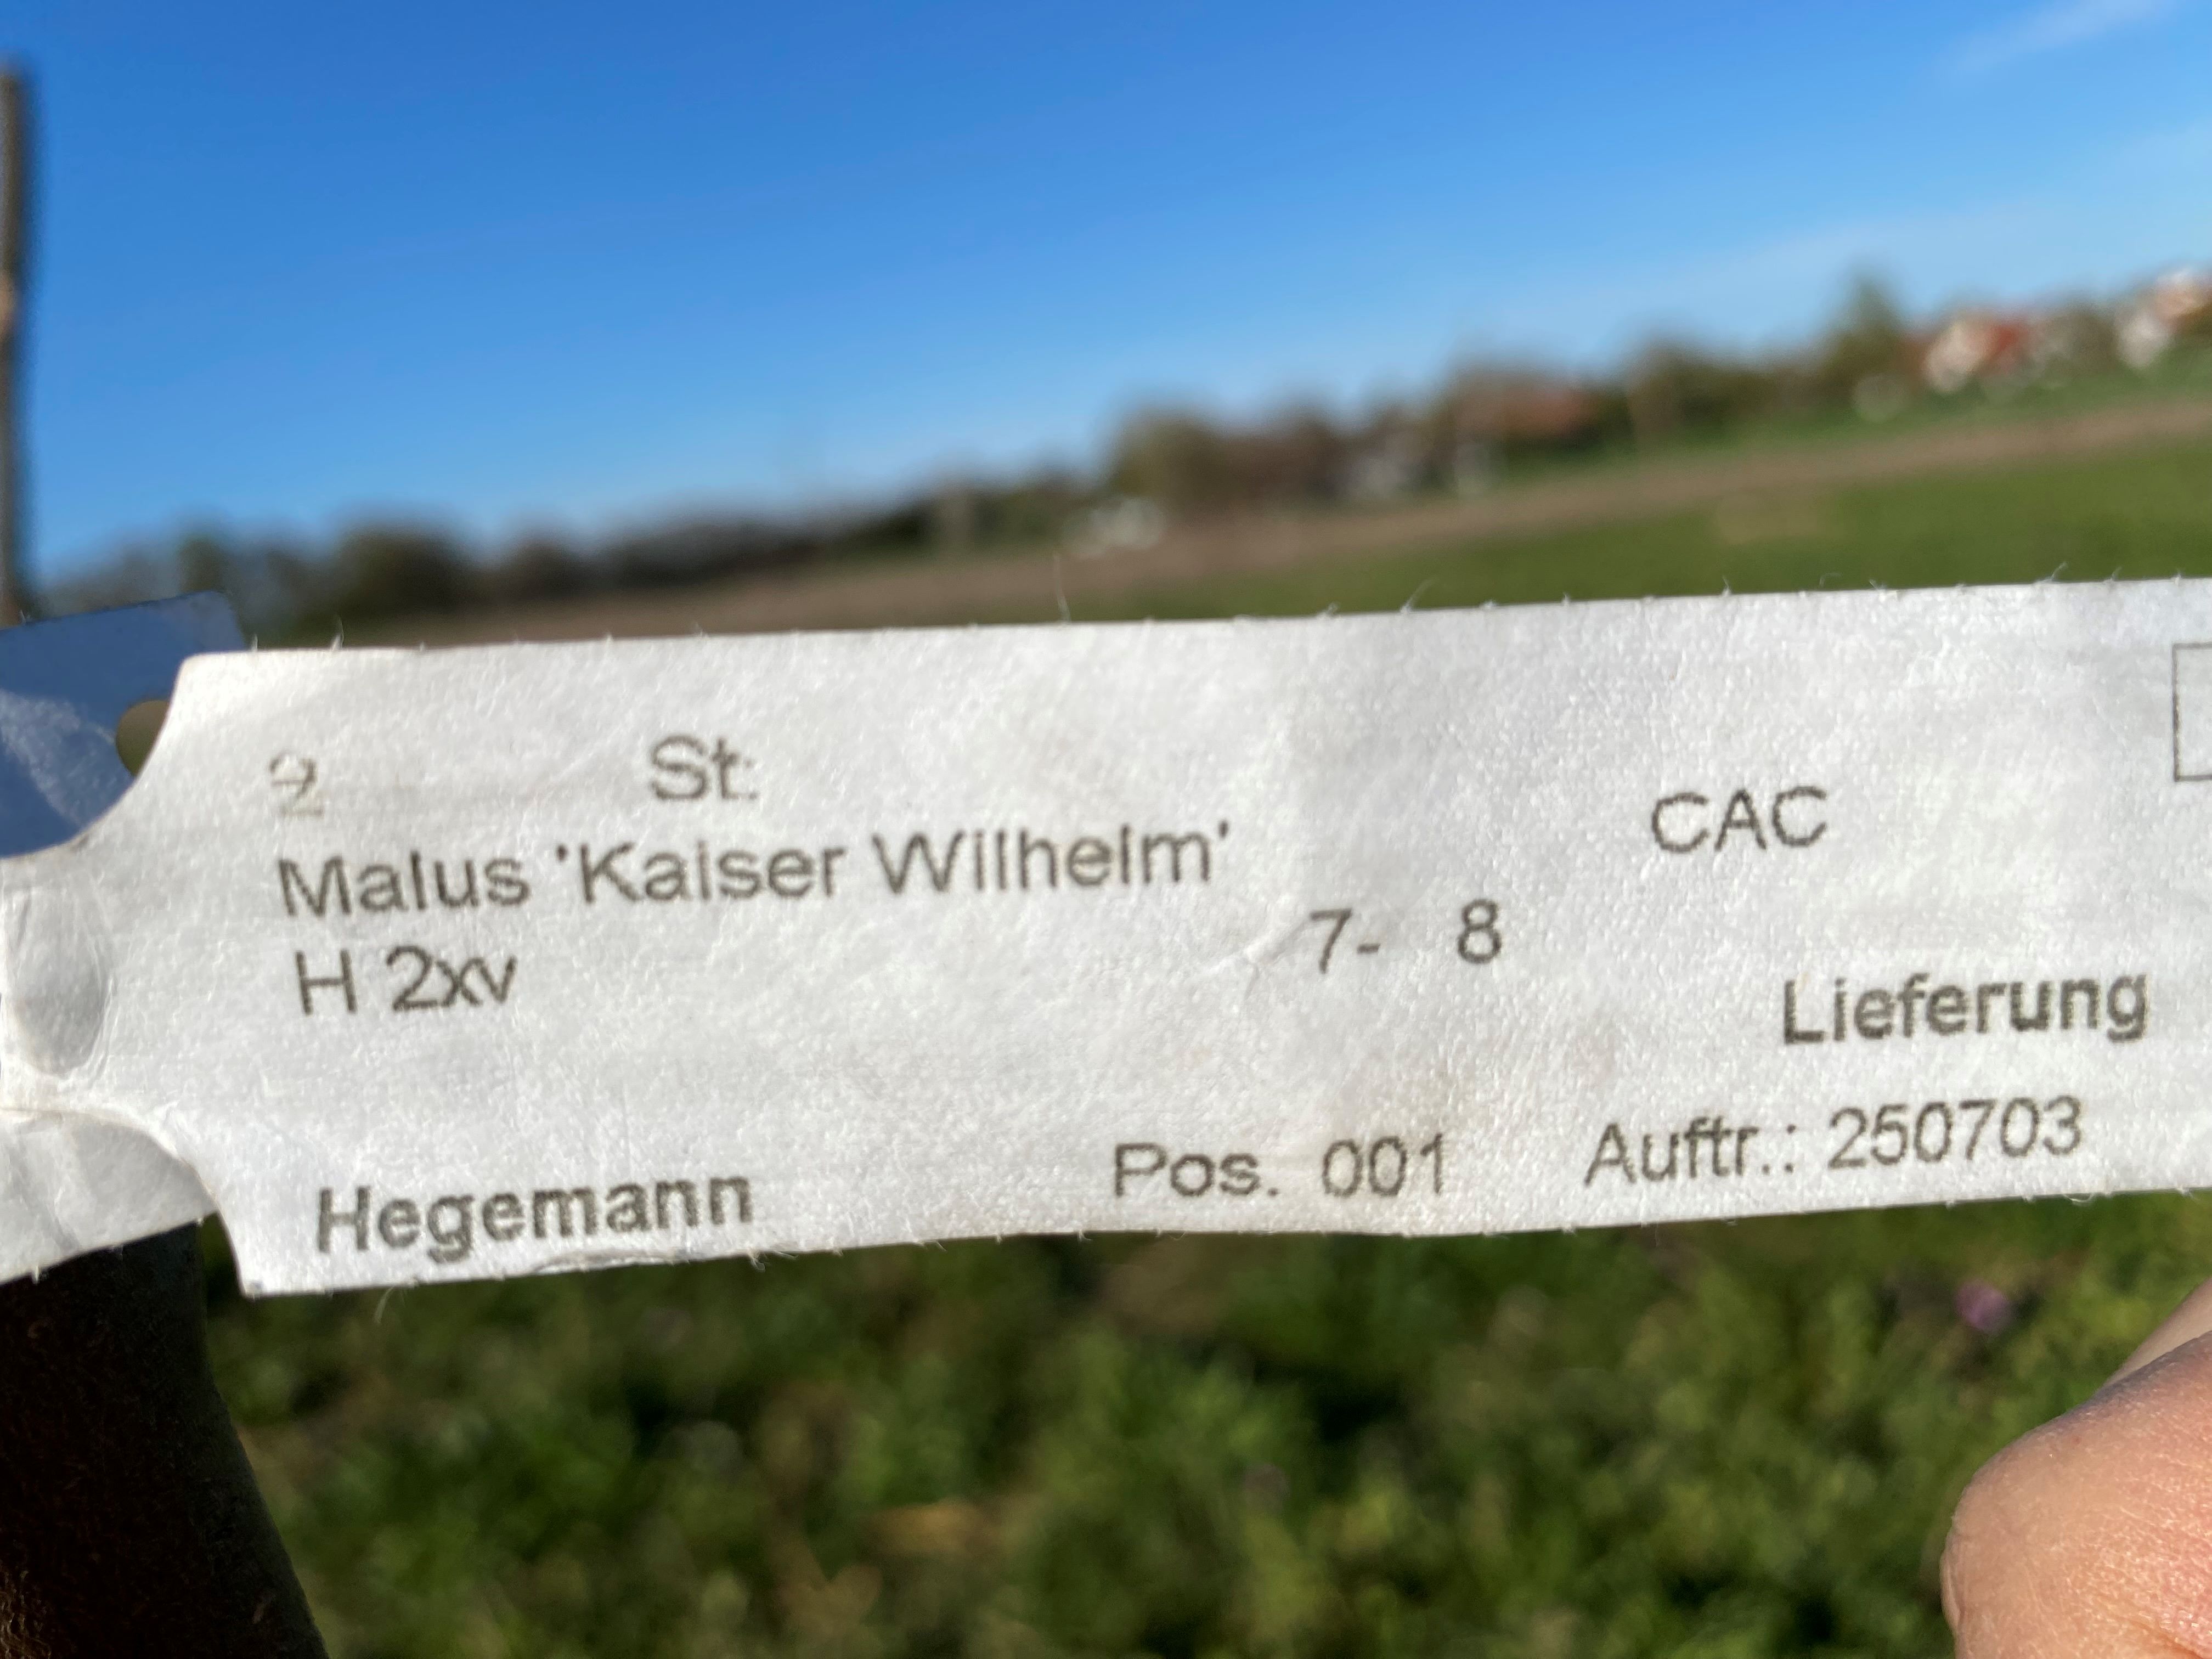 2 St:
Malus 'Kaiser Wilhelm' CAC
H 2xv 7- 8
Lieferung
Hegemann Pos. 001 Auftr.: 250703